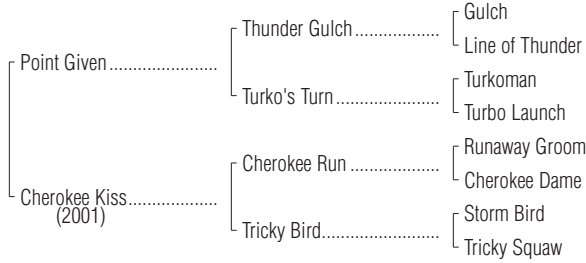 Gulch
Thunder Gulch...................
Line of Thunder
Point Given........................
Turkoman
Turko's Turn.......................
Turbo Launch
Runaway Groom
Cherokee Run ....................
Cherokee Dame
Cherokee Kiss.....................
(2001)
Storm Bird
Tricky Bird..........................
Tricky Squaw